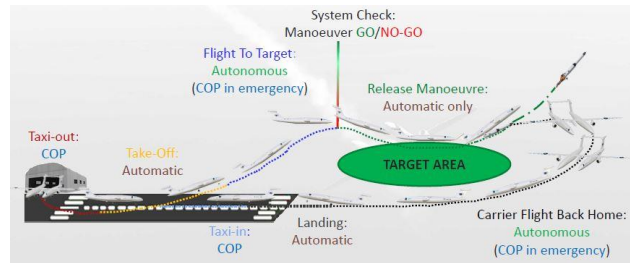 System Check:
Manoeuver GO/NO-GO
Flight To Target:
Autonomous
(COP in emergency)
Release Manoeuvre:
Automatic only
Taxi-out:
COP
Take-Off:
Automatic
TARGET AREA
Taxi-in:
COP
Landing:
Automatic
Carrier Flight Back Home:
Autonomous
(COP in emergency)